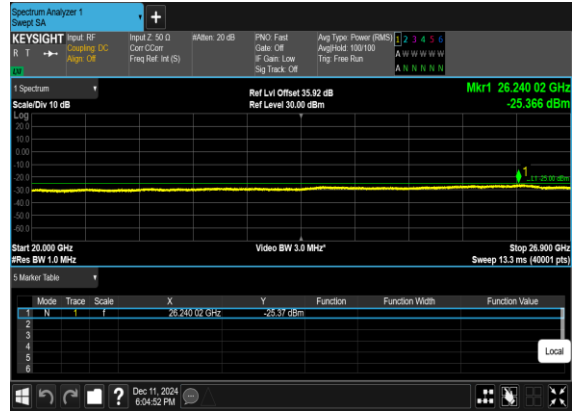 Spectrum Analyzer 1
Swept SA
+
KEYSIGHT Input: RF Input Z: 50 Ω #Atten: 20 dB PNO: Fast Avg Type: Power (RMS) 1 2 3 4 5 6
R T Coupling: DC Corr CCorr Gate: Off Avg|Hold: 100/100 A W W W W W
Align: Off Freq Ref: Int (S) IF Gain: Low Trig: Free Run
LXI Sig Track: Off A N N N N N
1 Spectrum Ref Lvl Offset 35.92 dB Mkr1 26.240 02 GHz
Scale/Div 10 dB Ref Level 30.00 dBm -25.366 dBm
Log
20.0
10.0
0.00
-10.0
1
-20.0 L1 -25.00 dBm
-30.0
-40.0
-50.0
-60.0
Start 20.000 GHz Video BW 3.0 MHz* Stop 26.900 GHz
#Res BW 1.0 MHz Sweep 13.3 ms (40001 pts)
5 Marker Table
Mode Trace Scale X Y Function Function Width Function Value
1 N 1 f 26.240 02 GHz -25.37 dBm
2
3
4
5
6
Local
? Dec 11, 2024
6:04:52 PM